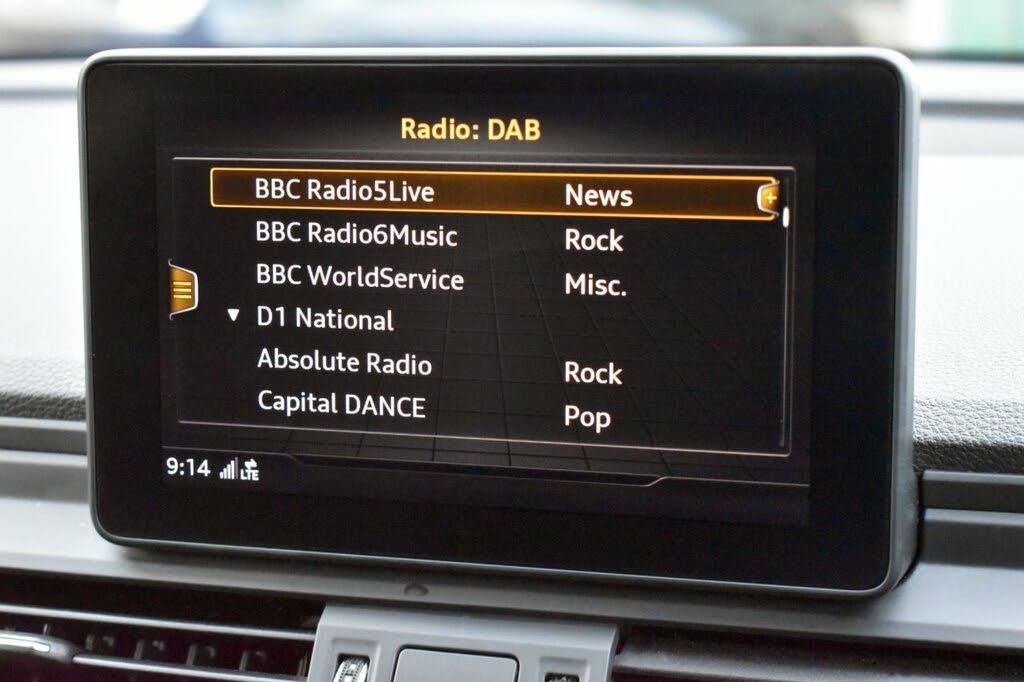 Radio: DAB
BBC Radio5Live News
BBC Radio6Music Rock
BBC WorldService Misc.
D1 National
Absolute Radio Rock
Capital DANCE Pop
9:14 LTE